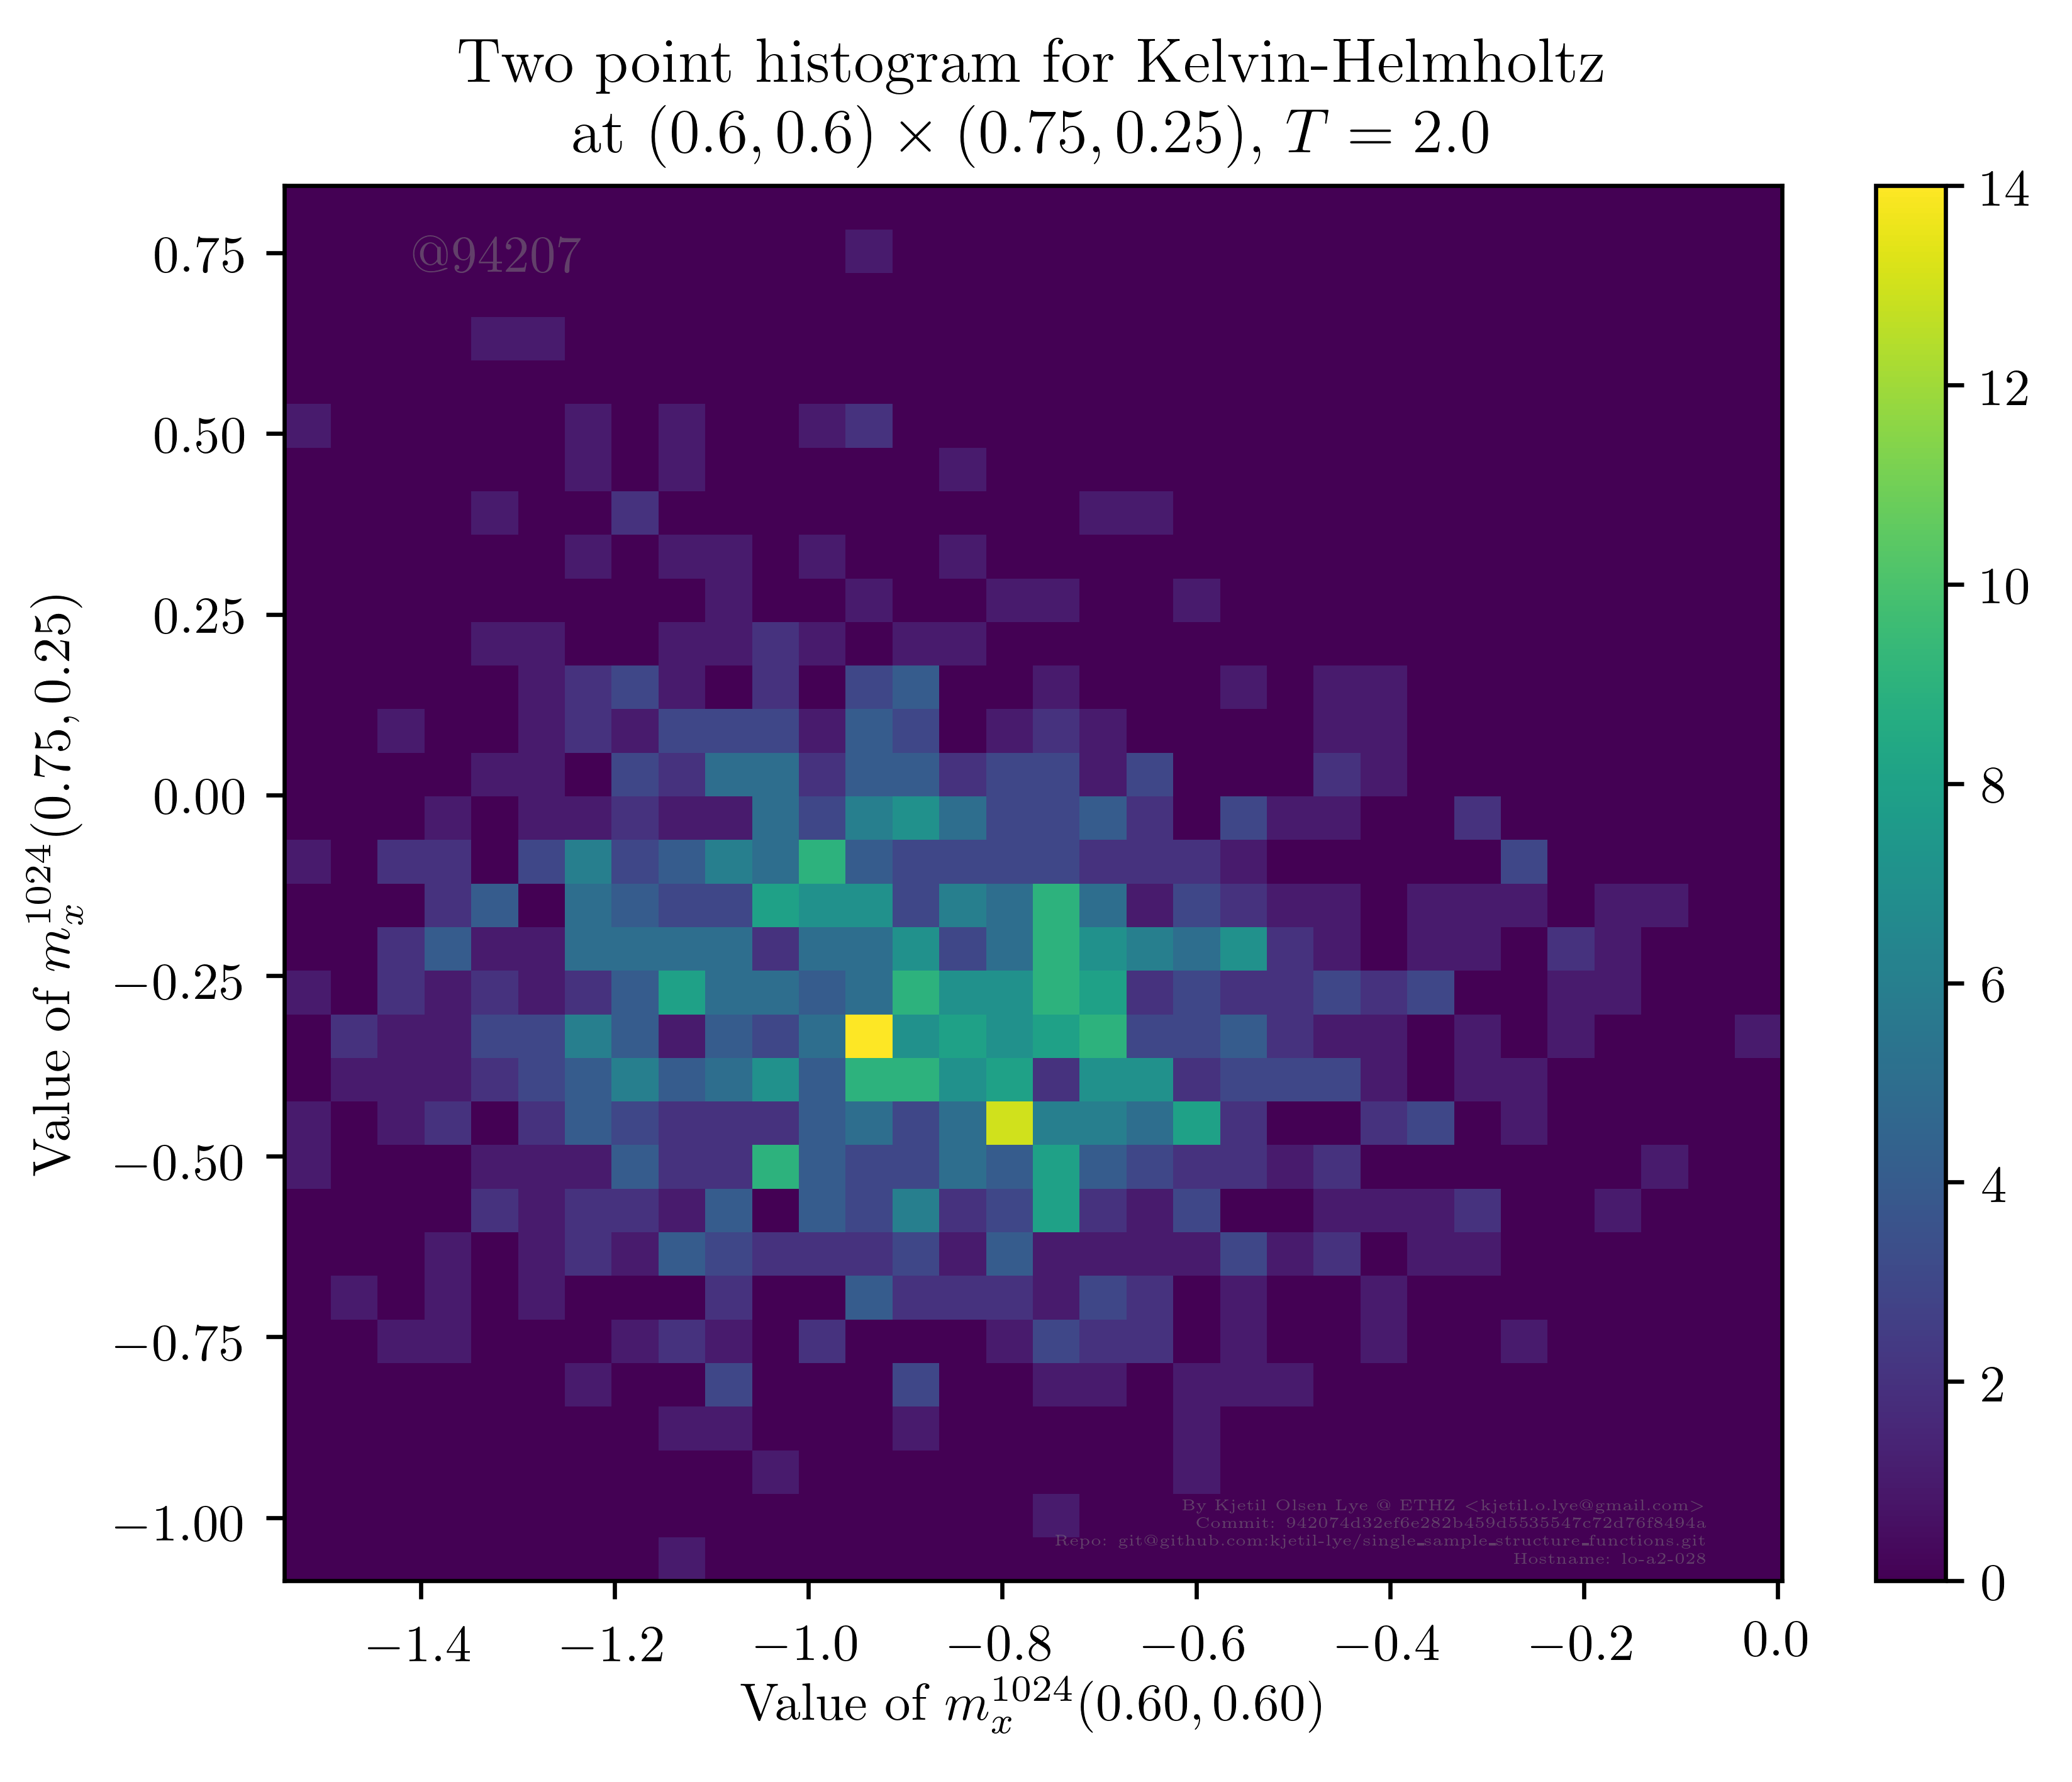 Two point histogram for Kelvin-Helmholtz
at (0.6, 0.6) × (0.75, 0.25), T = 2.0
@94207
0.75
0.50
0.25
0.00
−0.25
−0.50
−0.75
−1.00
Value of m_x^1024(0.75, 0.25)
14
12
10
8
6
4
2
0
By Kjetil Olsen Lye @ ETHZ <kjetil.o.lye@gmail.com>
Commit: 942074d32ef6e282b459d5535547c72d76f8494a
Repo: git@github.com:kjetil-lye/single_sample_structure_functions.git
Hostname: lo-a2-028
−1.4 −1.2 −1.0 −0.8 −0.6 −0.4 −0.2 0.0
Value of m_x^1024(0.60, 0.60)